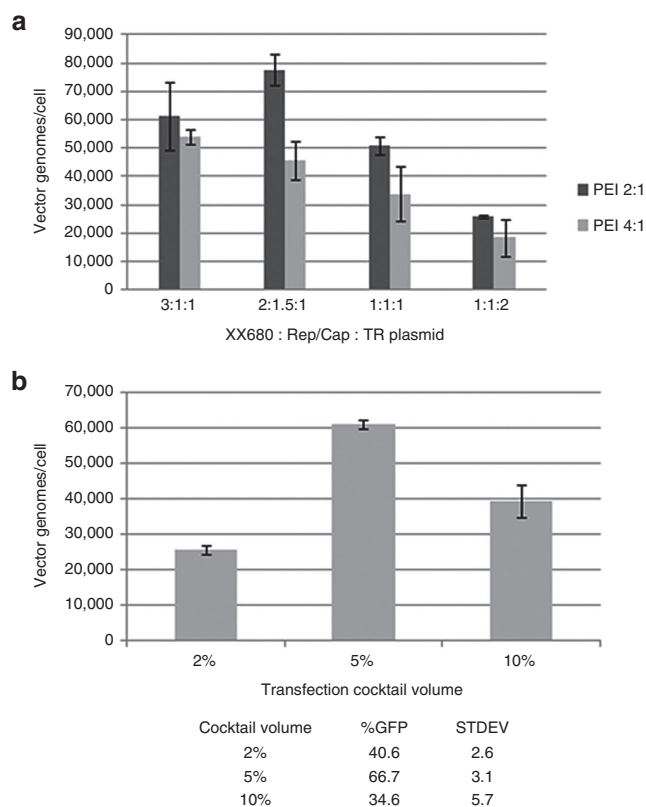 a
90,000
80,000
70,000
60,000
50,000
40,000
30,000
20,000
10,000
0
Vector genomes/cell
3:1:1 2:1.5:1 1:1:1 1:1:2
XX680 : Rep/Cap : TR plasmid
PEI 2:1
PEI 4:1
b
70,000
60,000
50,000
40,000
30,000
20,000
10,000
0
Vector genomes/cell
2% 5% 10%
Transfection cocktail volume
Cocktail volume %GFP STDEV
2% 40.6 2.6
5% 66.7 3.1
10% 34.6 5.7